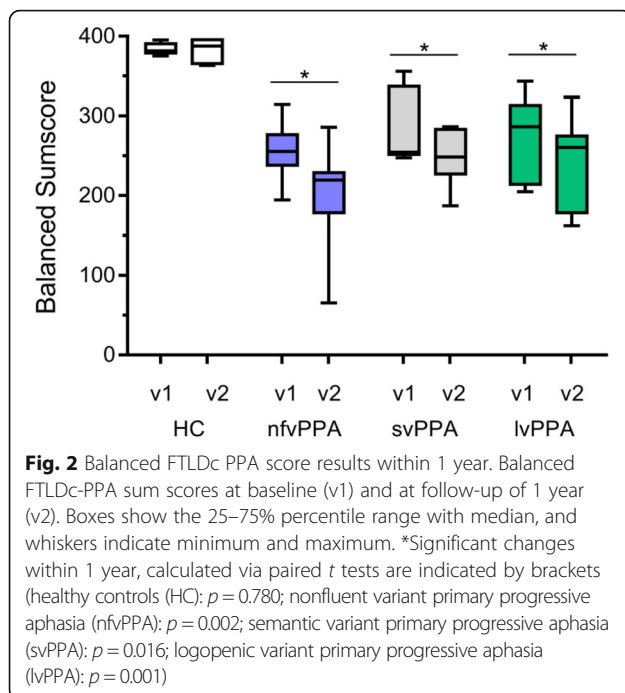 400
300
200
100
0
Balanced Sumscore
* * *
v1 v2 v1 v2 v1 v2 v1 v2
HC nfvPPA svPPA lvPPA
Fig. 2 Balanced FTLDc PPA score results within 1 year. Balanced
FTLDc-PPA sum scores at baseline (v1) and at follow-up of 1 year
(v2). Boxes show the 25–75% percentile range with median, and
whiskers indicate minimum and maximum. *Significant changes
within 1 year, calculated via paired t tests are indicated by brackets
(healthy controls (HC): p = 0.780; nonfluent variant primary progressive
aphasia (nfvPPA): p = 0.002; semantic variant primary progressive aphasia
(svPPA): p = 0.016; logopenic variant primary progressive aphasia
(lvPPA): p = 0.001)